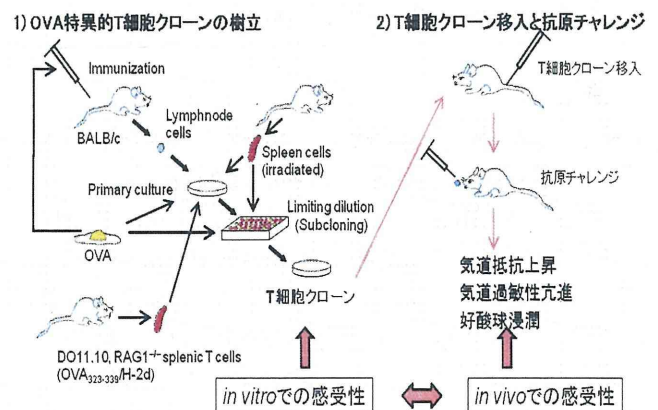 1) OVA特異的T細胞クローンの樹立
Immunization
BALB/c
Lymphnode
cells
Spleen cells
(irradiated)
Primary culture
Limiting dilution
(Subcloning)
OVA
T細胞クローン
DO11.10, RAG1⁻/⁻ splenic T cells
(OVA₃₂₃₋₃₃₉/H-2d)
in vitroでの感受性
2) T細胞クローン移入と抗原チャレンジ
T細胞クローン移入
抗原チャレンジ
気道抵抗上昇
気道過敏性亢進
好酸球浸潤
in vivoでの感受性